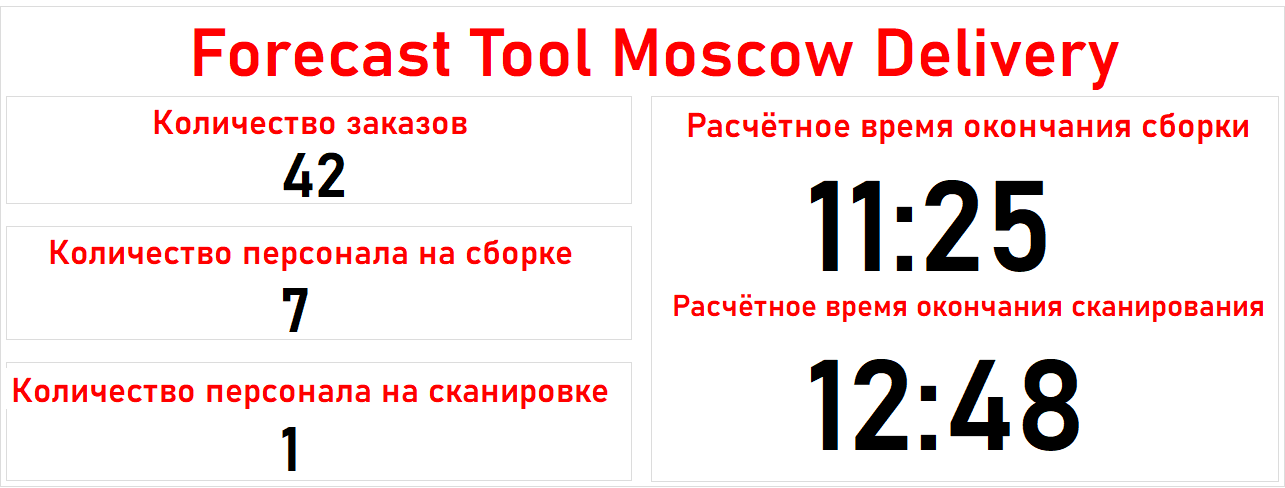 Forecast Tool Moscow Delivery
Количество заказов
42
Количество персонала на сборке
7
Количество персонала на сканировке
1
Расчётное время окончания сборки
11:25
Расчётное время окончания сканирования
12:48